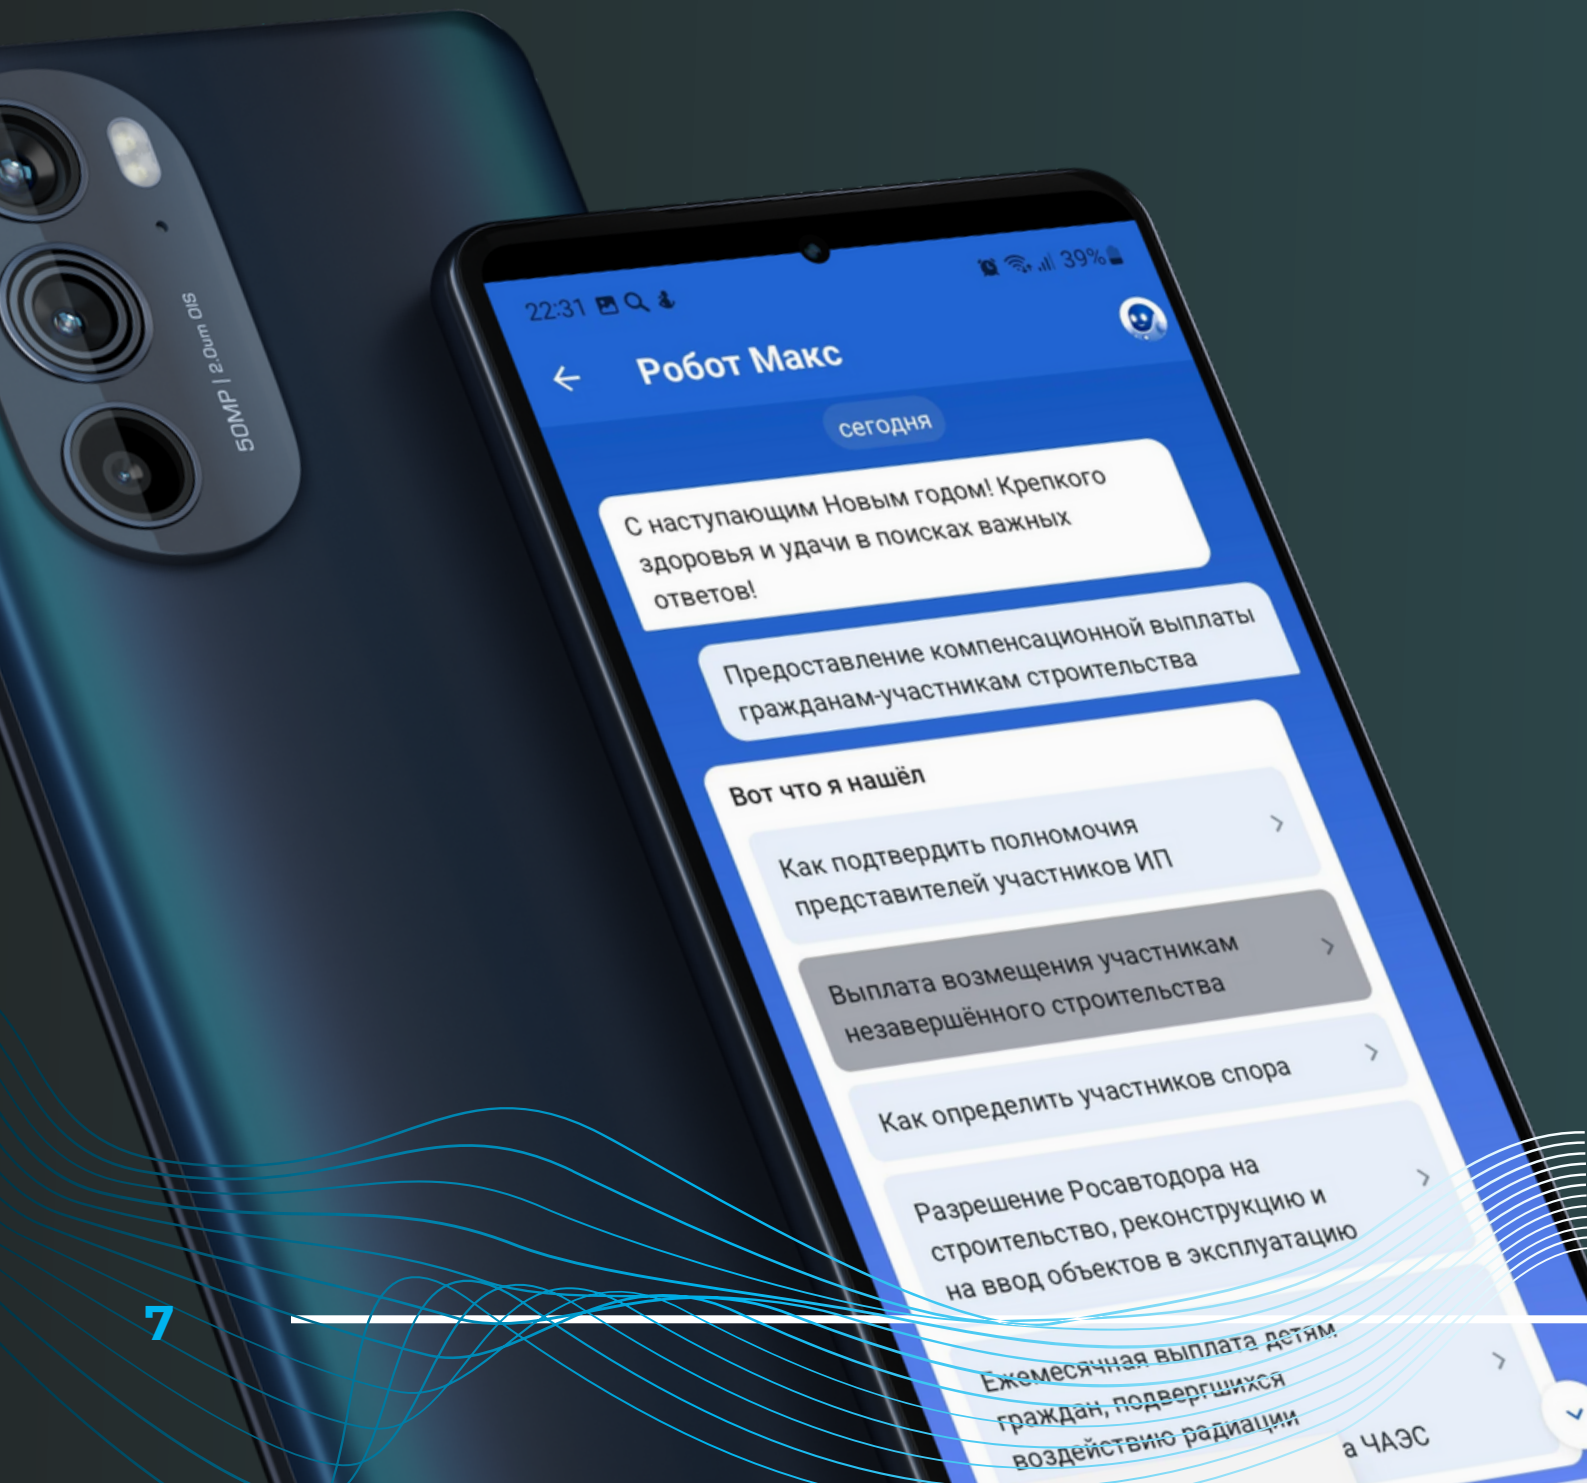 50MP | 2.0um OIS
22:31
39%
Робот Макс
сегодня
С наступающим Новым годом! Крепкого
здоровья и удачи в поисках важных
ответов!
Предоставление компенсационной выплаты
гражданам-участникам строительства
Вот что я нашёл
Как подтвердить полномочия
представителей участников ИП
Выплата возмещения участникам
незавершённого строительства
Как определить участников спора
Разрешение Росавтодора на
строительство, реконструкцию и
на ввод объектов в эксплуатацию
Ежемесячная выплата детям
граждан, подвергшихся
воздействию радиации
а ЧАЭС
7